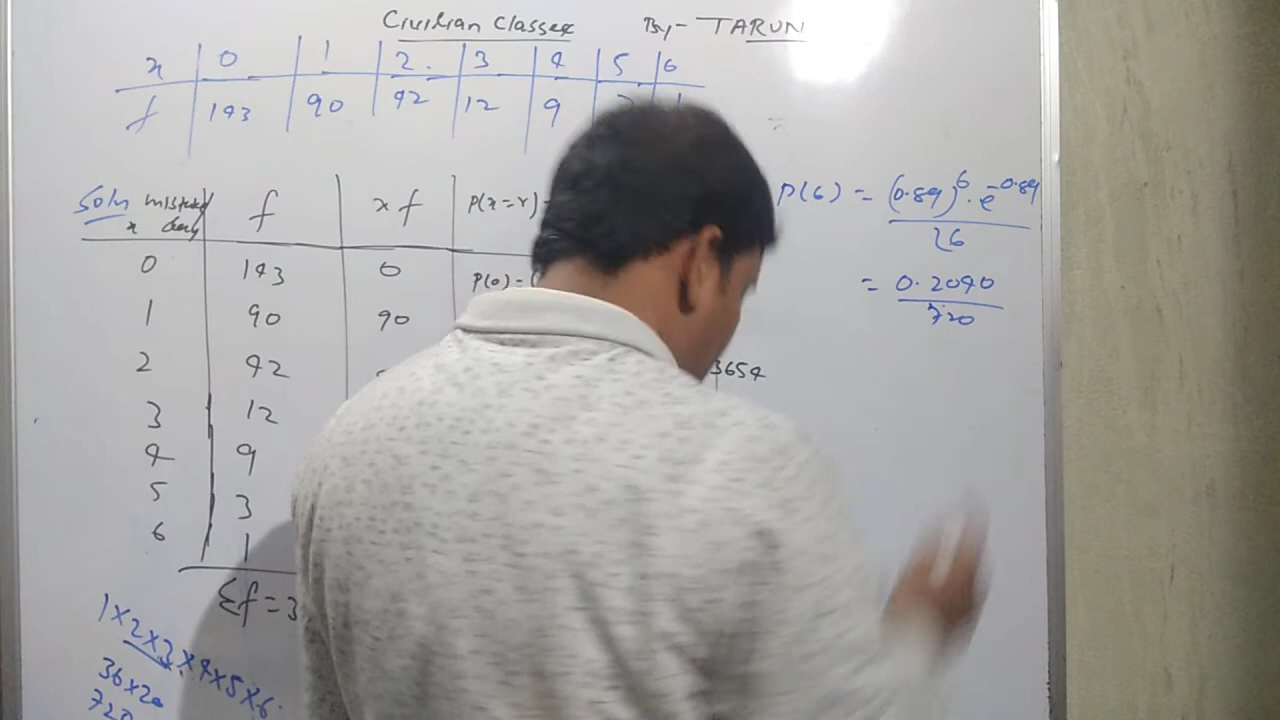 Civilian Classes By:- TARUN
x 0 1 2. 3 4 5 6
f 143 90 42 12 9
Soln x f x f P(x=r)
0 143 0 P(0) =
1 90 90
2 42 3654
3 12
4 9
5 3
6 1
Σf = 3
P(6) = (0.89)^6 . e^-0.89
⌊6
= 0.2040
720
1×2×3×4×5×6.
36×20
720